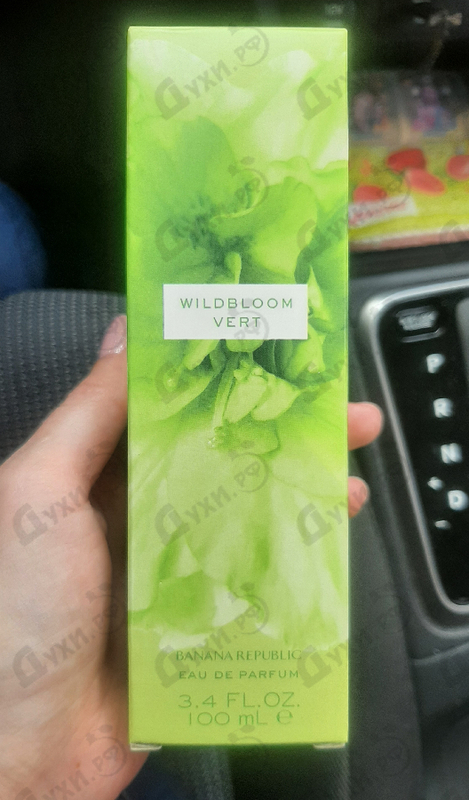 WILDBLOOM
VERT
BANANA REPUBLIC
EAU DE PARFUM
3.4 FL.OZ.
100 mL ℮
P
R
N
D
Духи.рф